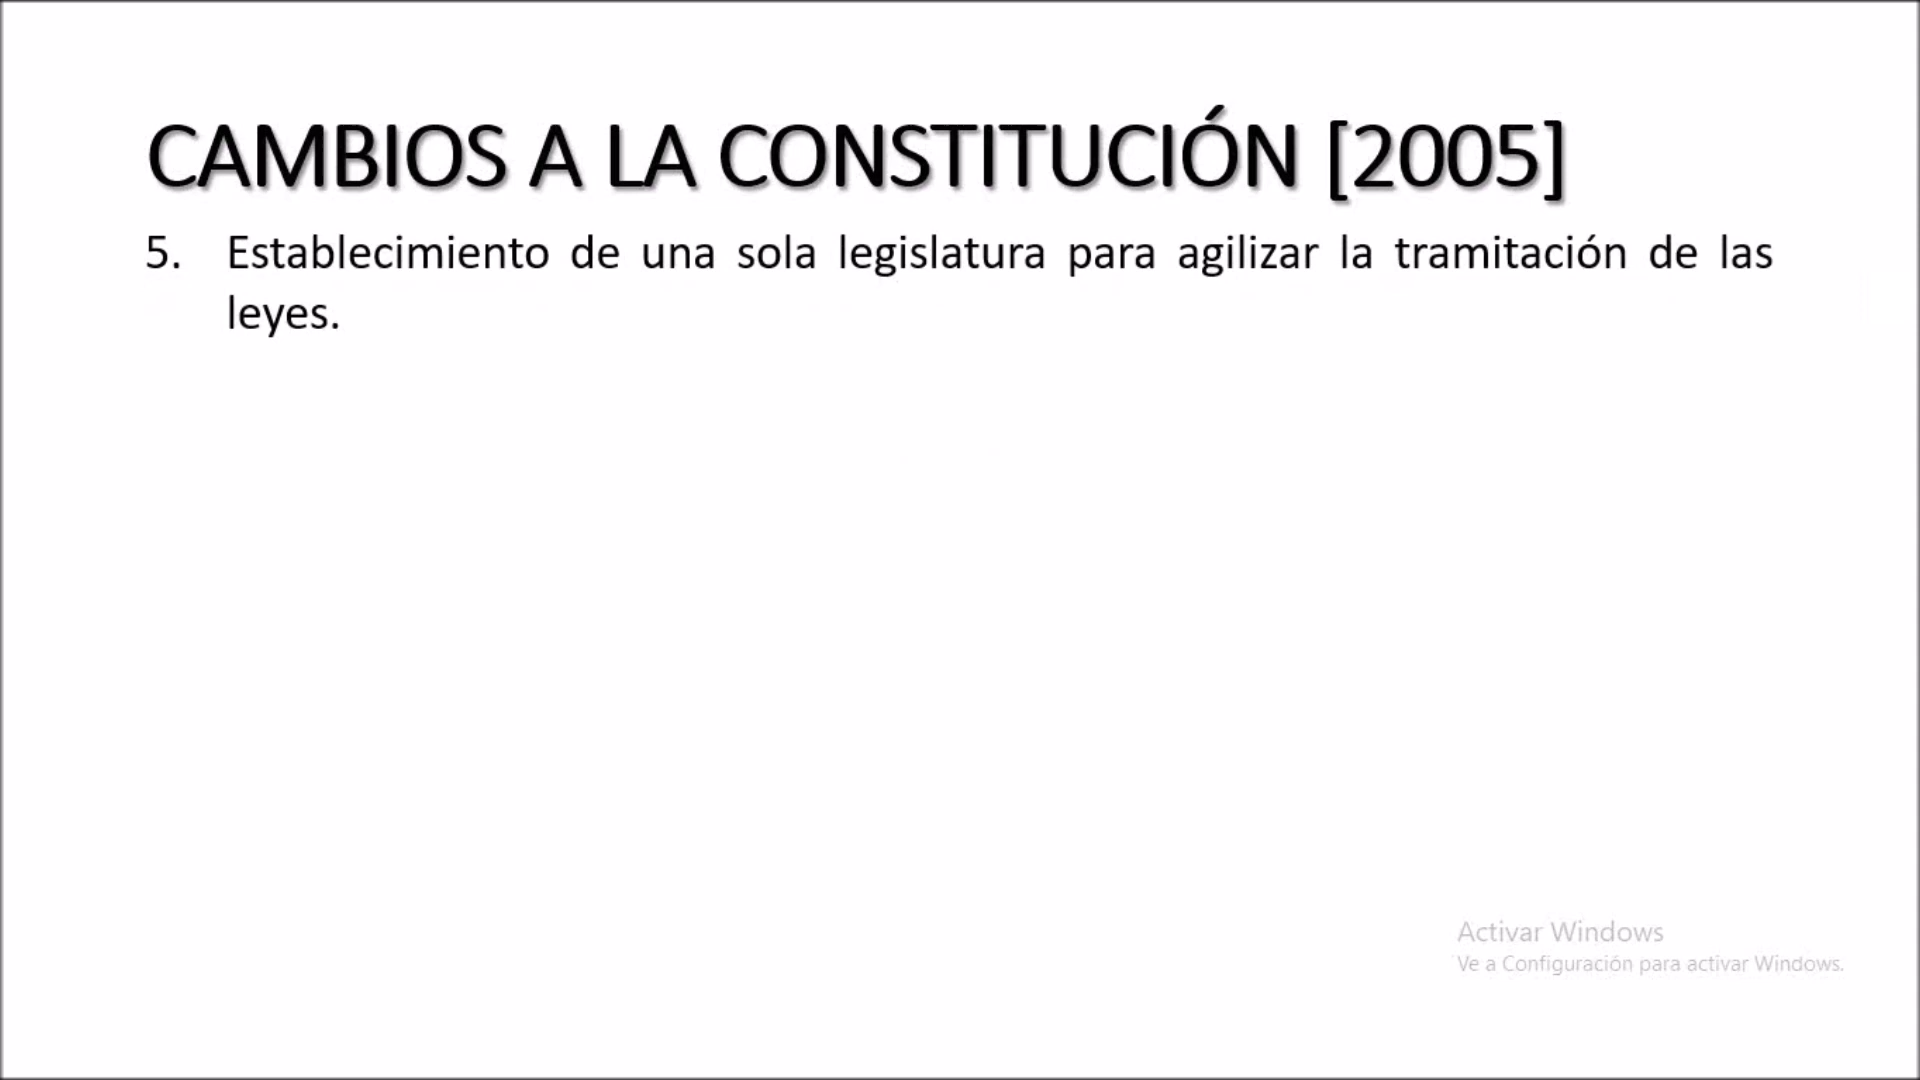 CAMBIOS A LA CONSTITUCIÓN [2005]
5. Establecimiento de una sola legislatura para agilizar la tramitación de las
leyes.
Activar Windows
Ve a Configuración para activar Windows.